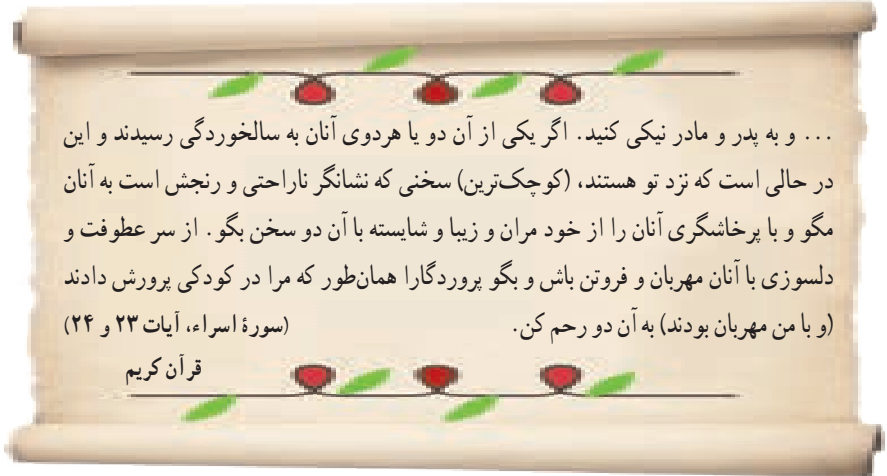 ... و به پدر و مادر نیکی کنید. اگر یکی از آن دو یا هردوی آنان به سالخوردگی رسیدند و این
در حالی است که نزد تو هستند، (کوچک‌ترین) سخنی که نشانگر ناراحتی و رنجش است به آنان
مگو و با پرخاشگری آنان را از خود مران و زیبا و شایسته با آن دو سخن بگو. از سر عطوفت و
دلسوزی با آنان مهربان و فروتن باش و بگو پروردگارا همان‌طور که مرا در کودکی پرورش دادند
(و با من مهربان بودند) به آن دو رحم کن. (سورهٔ اسراء، آیات ۲۳ و ۲۴)
قرآن کریم